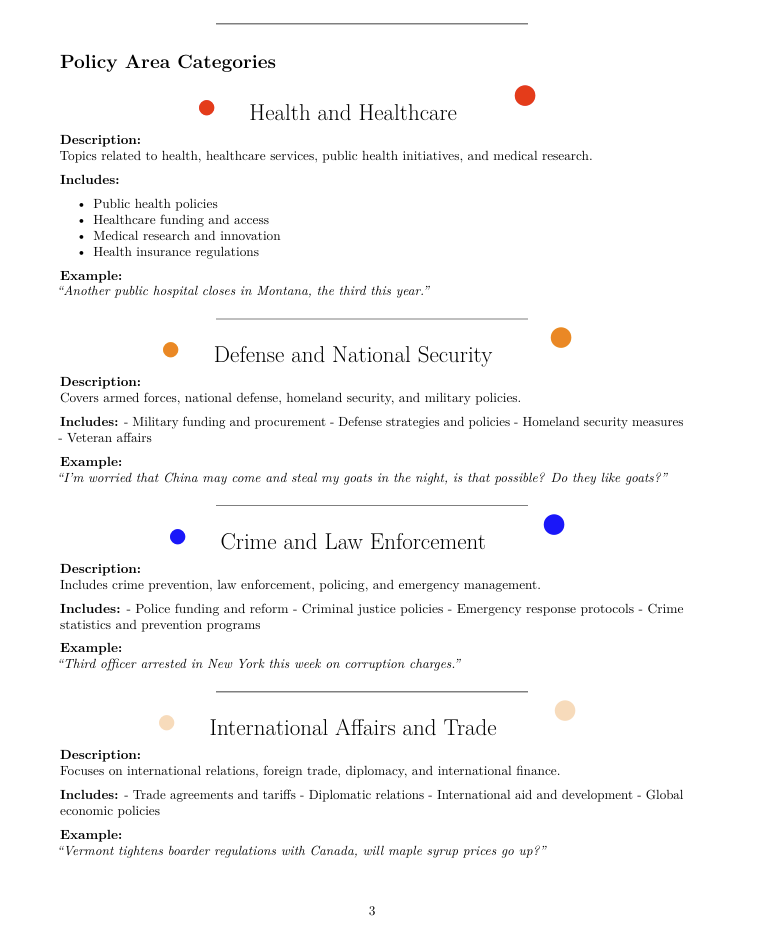 Policy Area Categories
Health and Healthcare
Description:
Topics related to health, healthcare services, public health initiatives, and medical research.
Includes:
• Public health policies
• Healthcare funding and access
• Medical research and innovation
• Health insurance regulations
Example:
“Another public hospital closes in Montana, the third this year.”
Defense and National Security
Description:
Covers armed forces, national defense, homeland security, and military policies.
Includes: - Military funding and procurement - Defense strategies and policies - Homeland security measures
- Veteran affairs
Example:
“I’m worried that China may come and steal my goats in the night, is that possible? Do they like goats?”
Crime and Law Enforcement
Description:
Includes crime prevention, law enforcement, policing, and emergency management.
Includes: - Police funding and reform - Criminal justice policies - Emergency response protocols - Crime
statistics and prevention programs
Example:
“Third officer arrested in New York this week on corruption charges.”
International Affairs and Trade
Description:
Focuses on international relations, foreign trade, diplomacy, and international finance.
Includes: - Trade agreements and tariffs - Diplomatic relations - International aid and development - Global
economic policies
Example:
“Vermont tightens boarder regulations with Canada, will maple syrup prices go up?”
3